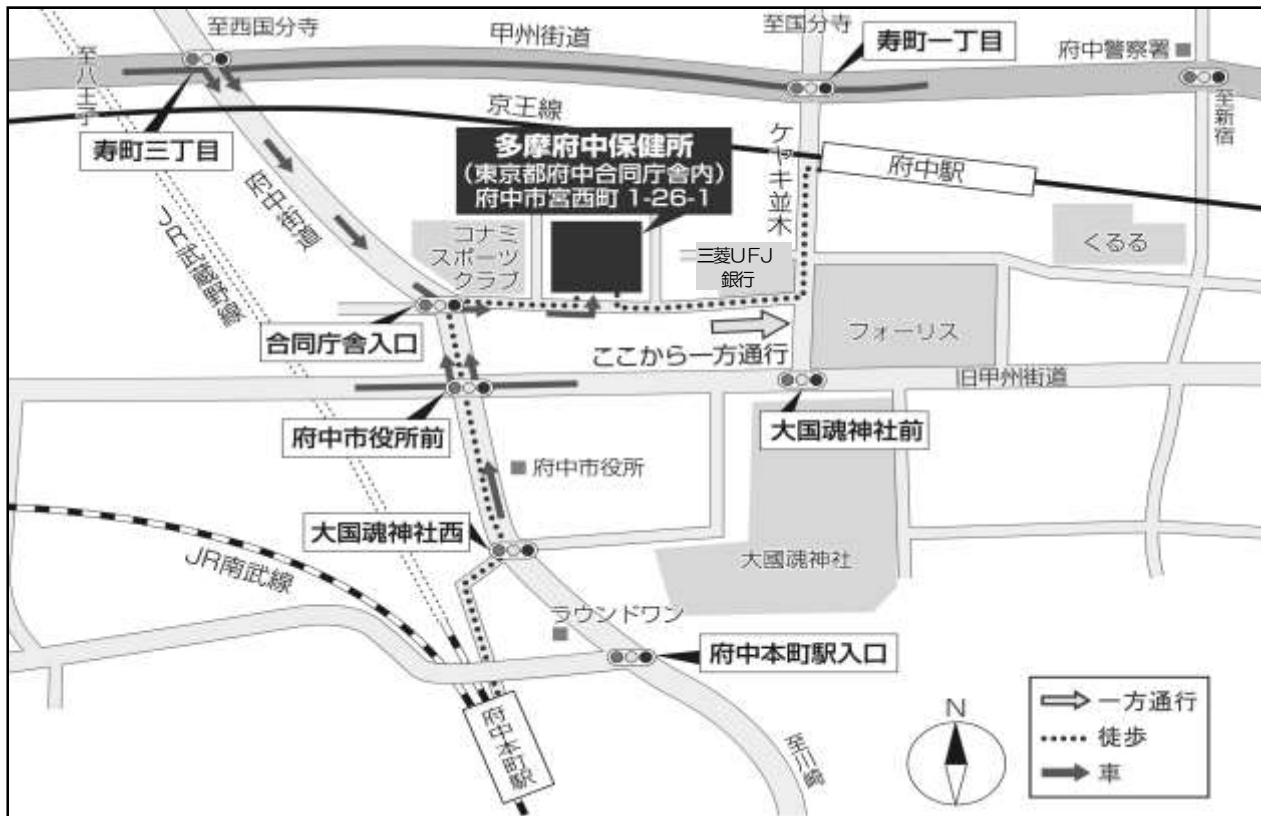 至西国分寺
甲州街道
至国分寺
寿町一丁目
府中警察署
至八王子
至新宿
京王線
寿町三丁目
多摩府中保健所
(東京都府中合同庁舎内)
府中市宮西町 1-26-1
ケヤキ並木
府中駅
府中街道
JR武蔵野線
コナミ
スポーツ
クラブ
三菱UFJ
銀行
くるる
合同庁舎入口
フォーリス
ここから一方通行
旧甲州街道
府中市役所前
大国魂神社前
府中市役所
大国魂神社西
大國魂神社
JR南武線
ラウンドワン
府中本町駅入口
府中本町駅
至川崎
N
一方通行
徒歩
車